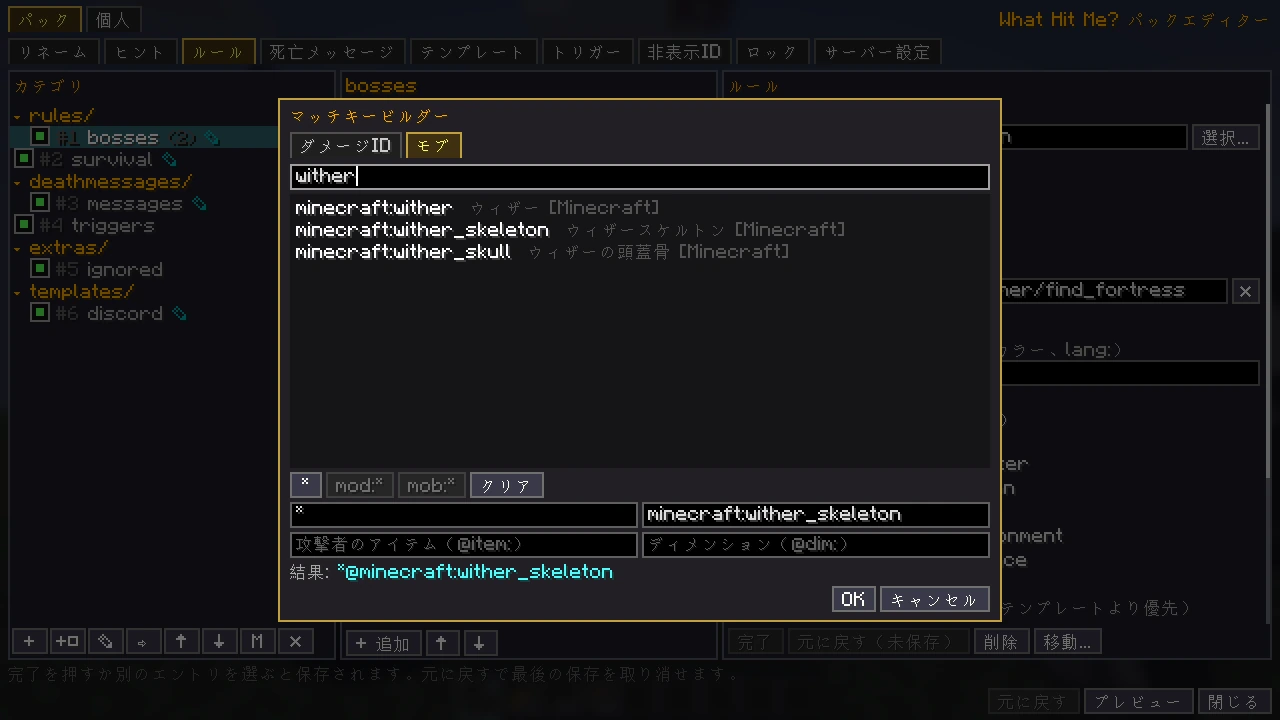 パック 個人 What Hit Me? パックエディター
リネーム ヒント ルール 死亡メッセージ テンプレート トリガー 非表示ID ロック サーバー設定
カテゴリ bosses ルール
rules/
#1 bosses (2)
#2 survival
deathmessages/
#3 messages
#4 triggers
extras/
#5 ignored
templates/
#6 discord
マッチキービルダー
ダメージID モブ
wither
minecraft:wither ウィザー [Minecraft]
minecraft:wither_skeleton ウィザースケルトン [Minecraft]
minecraft:wither_skull ウィザーの頭蓋骨 [Minecraft]
* mod:* mob:* クリア
* minecraft:wither_skeleton
攻撃者のアイテム（@item:） ディメンション（@dim:）
結果: *@minecraft:wither_skeleton
OK キャンセル
選択...
her/find_fortress
カラー、lang:）
onment
テンプレートより優先）
+ 追加
完了 元に戻す（未保存） 削除 移動...
完了を押すか別のエントリを選ぶと保存されます。元に戻すで最後の保存を取り消せます。
元に戻す プレビュー 閉じる